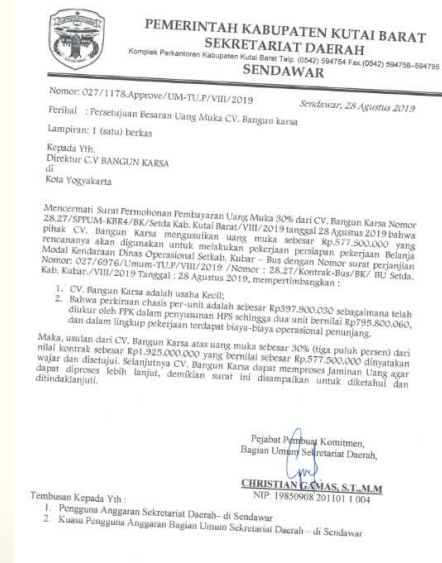 PEMERINTAH KABUPATEN KUTAI BARAT
SEKRETARIAT DAERAH
Komplek Perkantoran Kabupaten Kutai Barat Telp. (0542) 594754 Fax.(0542) 594756–594795
SENDAWAR
Nomor: 027/1178.Approve/UM-TU.P/VIII/2019
Sendawar, 28 Agustus 2019
Perihal : Persetujuan Besaran Uang Muka CV. Bangun karsa
Lampiran: 1 (satu) berkas
Kepada Yth.
Direktur C.V BANGUN KARSA
di
Kota Yogyakarta
Mencermati Surat Permohonan Pembayaran Uang Muka 30% dari CV. Bangun Karsa Nomor
28.27/SPPUM-KBR4/BK/Setda Kab. Kutai Barat/VIII/2019 tanggal 28 Agustus 2019 bahwa
pihak CV. Bangun Karsa mengusulkan uang muka sebesar Rp.577.500.000 yang
rencananya akan digunakan untuk melakukan pekerjaan persiapan pekerjaan Belanja
Modal Kendaraan Dinas Operasional Setkab. Kubar – Bus dengan Nomor surat perjanjian
Nomor: 027/6976/Umum-TU.P/VIII/2019 /Nomor : 28.27/Kontrak-Bus/BK/ BU Setda.
Kab. Kubar./VIII/2019 Tanggal : 28 Agustus 2019, mempertimbangkan :
1. CV. Bangun Karsa adalah usaha Kecil;
2. Bahwa perkiraan chasis per-unit adalah sebesar Rp397.900.030 sebagaimana telah
diukur oleh PPK dalam penyusunan HPS sehingga dua unit bernilai Rp795.800.060,
dan dalam lingkup pekerjaan terdapat biaya-biaya operasional penunjang.
Maka, usulan dari CV. Bangun Karsa atas uang muka sebesar 30% (tiga puluh persen) dari
nilai kontrak sebesar Rp1.925.000.000 yang bernilai sebesar Rp.577.500.000 dinyatakan
wajar dan disetujui. Selanjutnya CV. Bangun Karsa dapat memproses Jaminan Uang agar
dapat diproses lebih lanjut, demikian surat ini disampaikan untuk diketahui dan
ditindaklanjuti.
Pejabat Pembuat Komitmen,
Bagian Umum Sekretariat Daerah,
CHRISTIAN GAMAS, S.T.,M.M
NIP. 19850908 201101 1 004
Tembusan Kepada Yth :
1. Pengguna Anggaran Sekretariat Daerah– di Sendawar
2. Kuasa Pengguna Anggaran Bagian Umum Sekretariat Daerah – di Sendawar